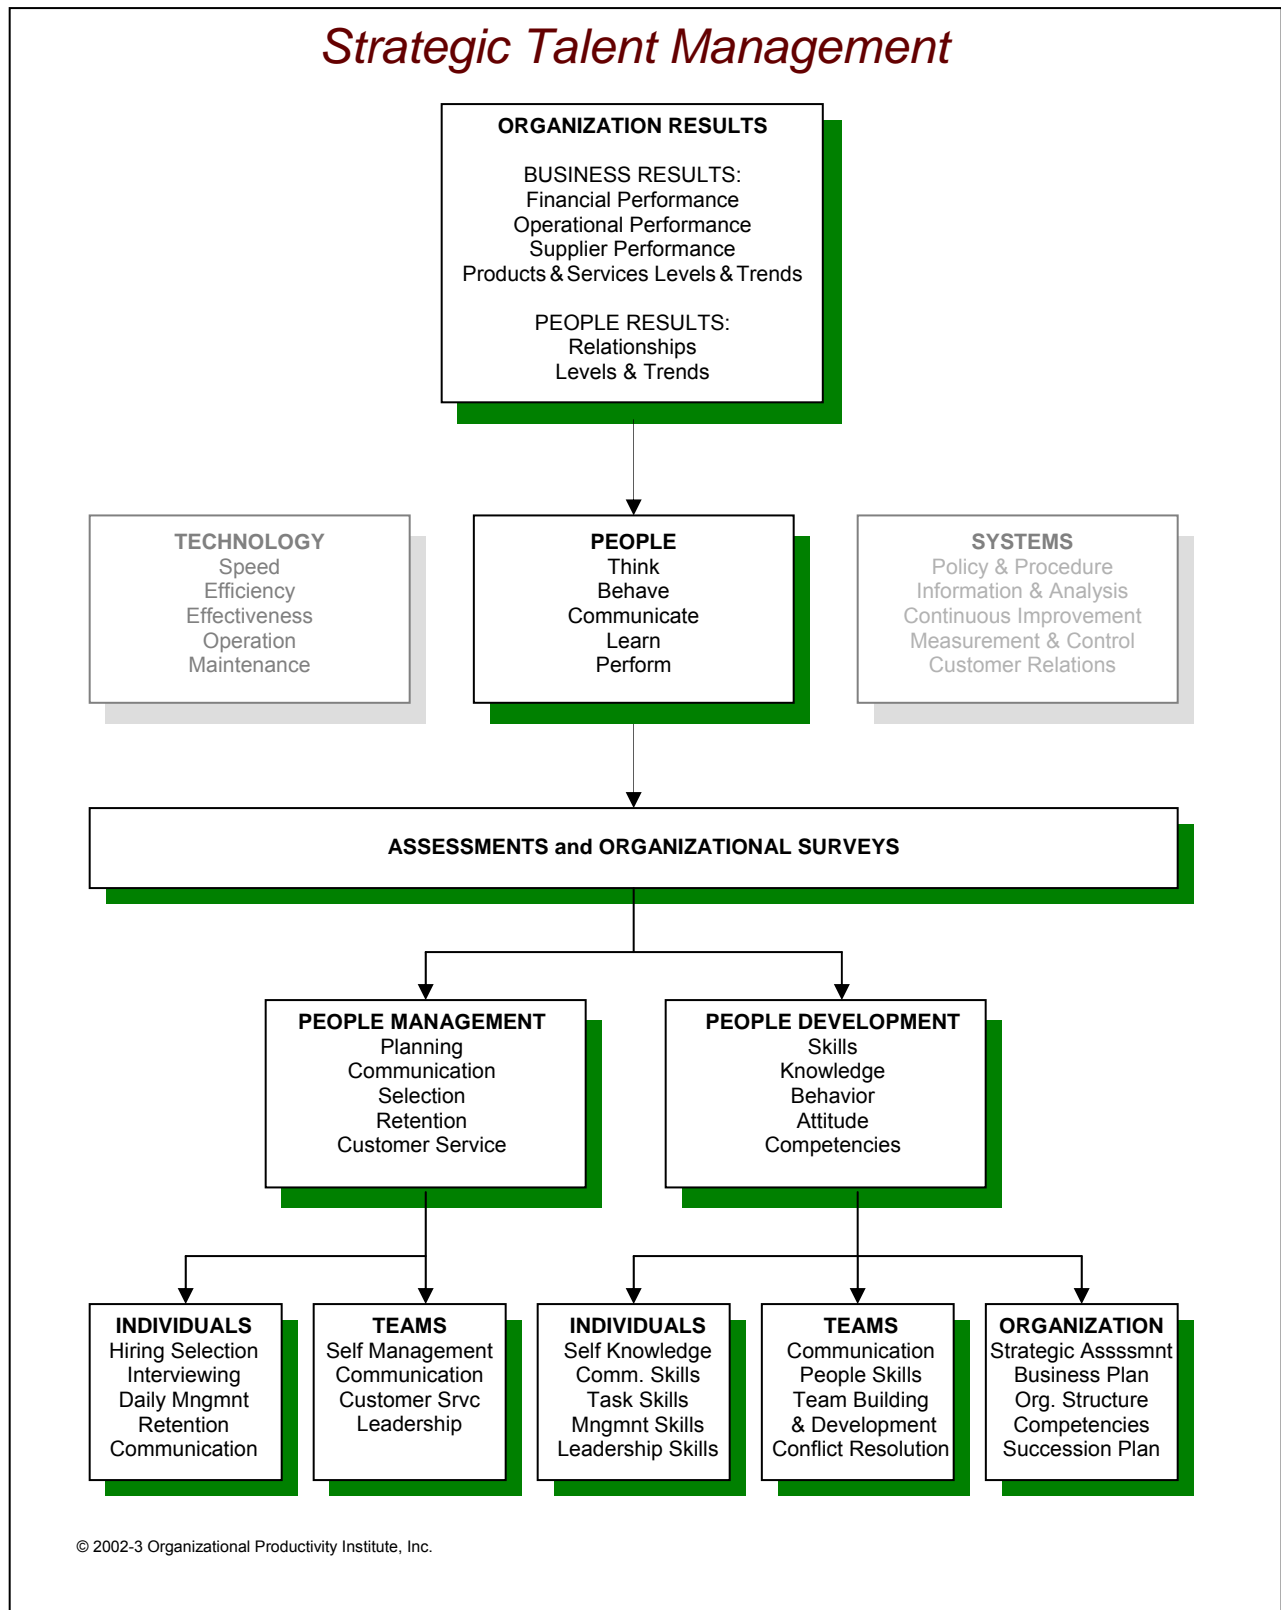 Strategic Talent Management
ORGANIZATION RESULTS
BUSINESS RESULTS:
Financial Performance
Operational Performance
Supplier Performance
Products & Services Levels & Trends
PEOPLE RESULTS:
Relationships
Levels & Trends
TECHNOLOGY
Speed
Efficiency
Effectiveness
Operation
Maintenance
PEOPLE
Think
Behave
Communicate
Learn
Perform
SYSTEMS
Policy & Procedure
Information & Analysis
Continuous Improvement
Measurement & Control
Customer Relations
ASSESSMENTS and ORGANIZATIONAL SURVEYS
PEOPLE MANAGEMENT
Planning
Communication
Selection
Retention
Customer Service
PEOPLE DEVELOPMENT
Skills
Knowledge
Behavior
Attitude
Competencies
INDIVIDUALS
Hiring Selection
Interviewing
Daily Mngmnt
Retention
Communication
TEAMS
Self Management
Communication
Customer Srvc
Leadership
INDIVIDUALS
Self Knowledge
Comm. Skills
Task Skills
Mngmnt Skills
Leadership Skills
TEAMS
Communication
People Skills
Team Building
& Development
Conflict Resolution
ORGANIZATION
Strategic Assssmnt
Business Plan
Org. Structure
Competencies
Succession Plan
© 2002-3 Organizational Productivity Institute, Inc.